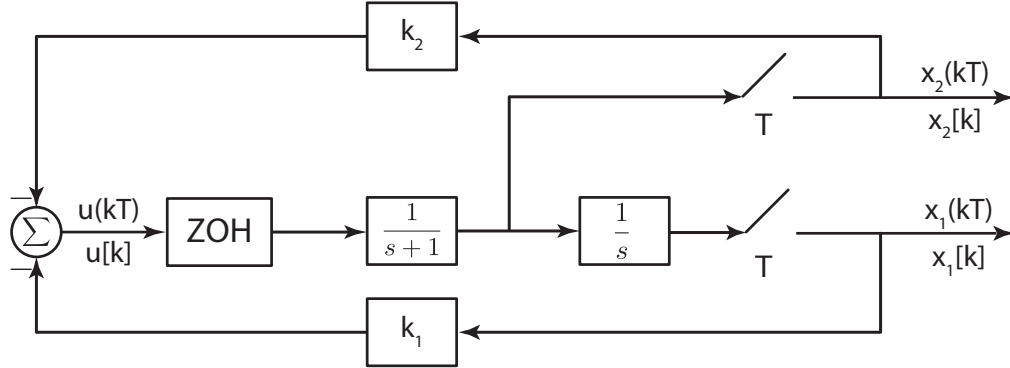 k₂
x₂(kT)
T
x₂[k]
−
u(kT)
ZOH
1
s + 1
1
s
x₁(kT)
Σ
u[k]
T
x₁[k]
−
k₁